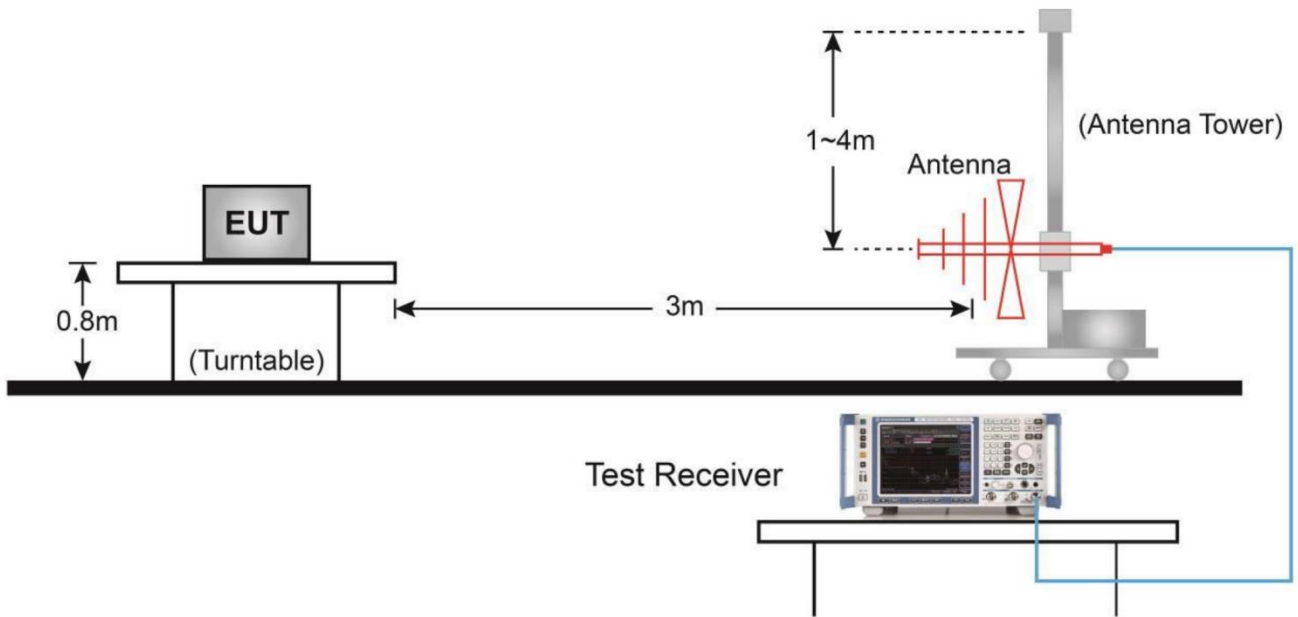 1~4m
(Antenna Tower)
Antenna
EUT
0.8m
3m
(Turntable)
Test Receiver